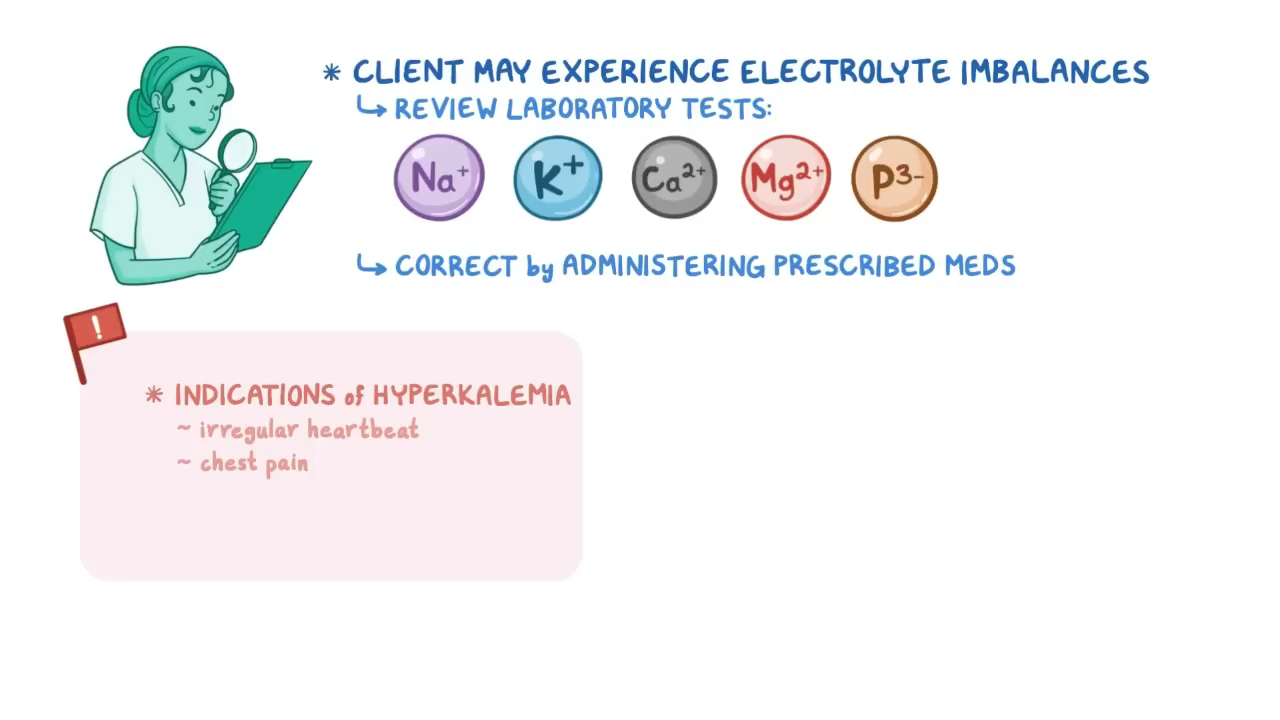 * CLIENT MAY EXPERIENCE ELECTROLYTE IMBALANCES
↳ REVIEW LABORATORY TESTS:
Na⁺ K⁺ Ca²⁺ Mg²⁺ P³⁻
↳ CORRECT by ADMINISTERING PRESCRIBED MEDS
!
* INDICATIONS of HYPERKALEMIA
~ irregular heartbeat
~ chest pain